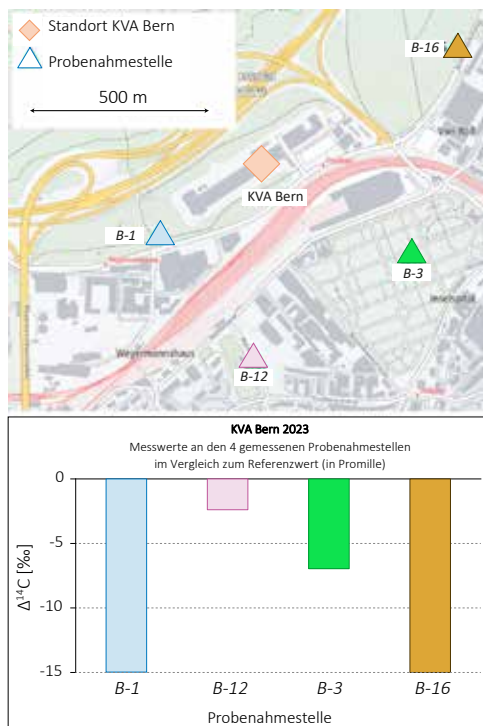 Standort KVA Bern
Probenahmestelle
500 m
B-16
KVA Bern
B-1
B-3
Weyermannshaus
B-12
KVA Bern 2023
Messwerte an den 4 gemessenen Probenahmestellen
im Vergleich zum Referenzwert (in Promille)
0
-5
-10
-15
Δ¹⁴C [‰]
B-1 B-12 B-3 B-16
Probenahmestelle